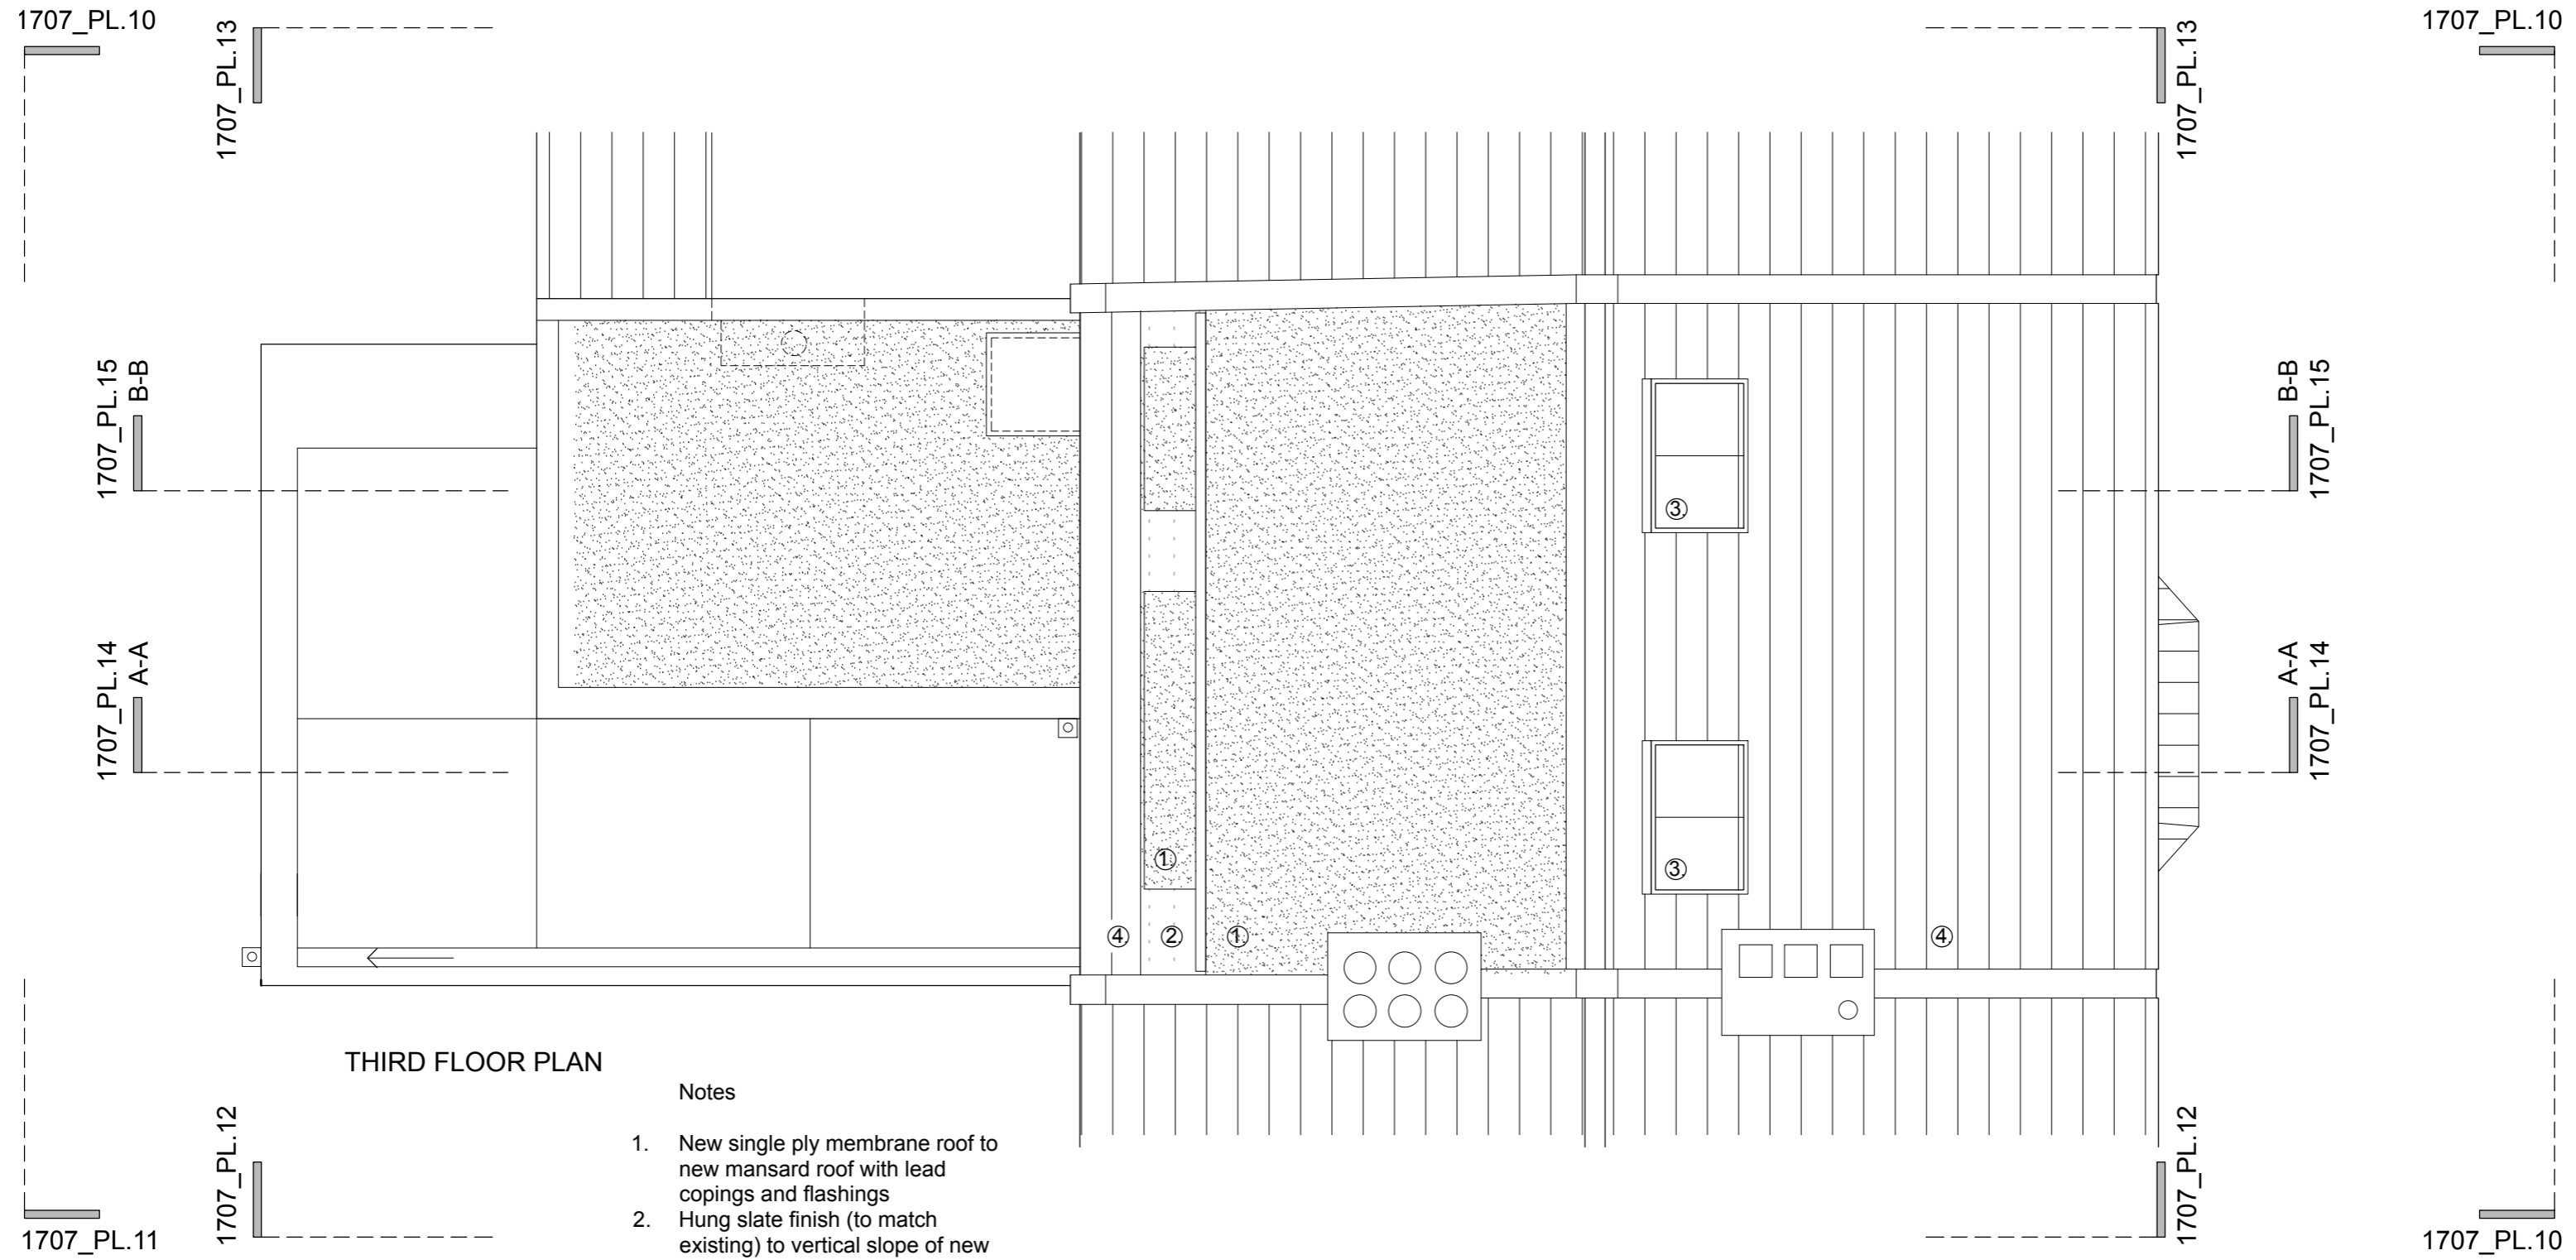 1707_PL.10
1707_PL.13
1707_PL.13
1707_PL.10
1707_PL.15
B-B
B-B
1707_PL.15
3.
1707_PL.14
A-A
A-A
1707_PL.14
1.
3.
4.
2.
1.
4.
THIRD FLOOR PLAN
Notes
1. New single ply membrane roof to
new mansard roof with lead
copings and flashings
2. Hung slate finish (to match
existing) to vertical slope of new
1707_PL.12
1707_PL.12
1707_PL.11
1707_PL.10